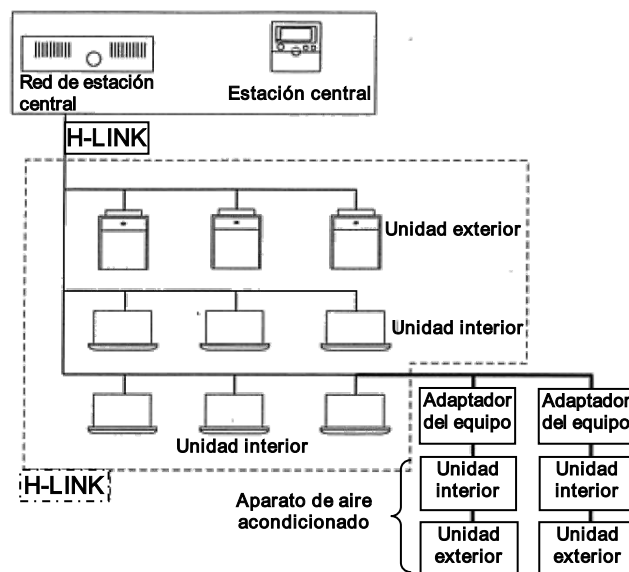 Red de estación
central
Estación central
H-LINK
Unidad exterior
Unidad interior
Adaptador
del equipo
Adaptador
del equipo
Unidad interior
H-LINK
Unidad
interior
Unidad
interior
Aparato de aire
acondicionado
Unidad
exterior
Unidad
exterior